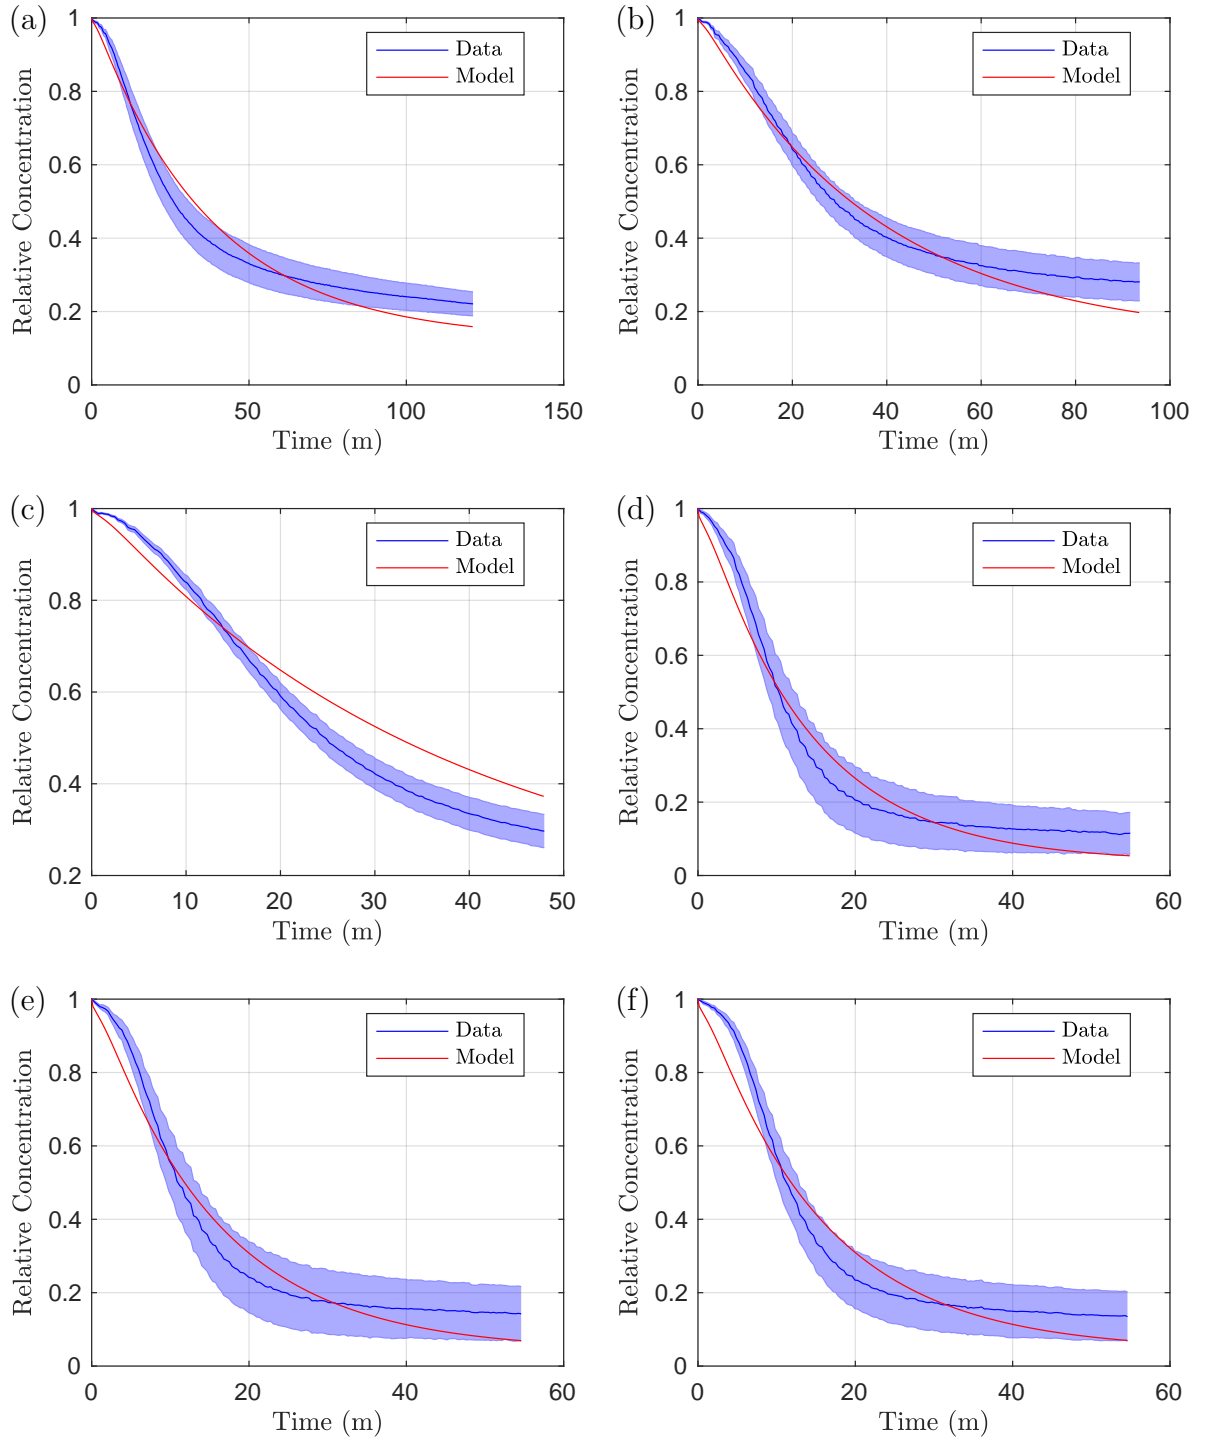 (a)
Relative Concentration
1
0.8
0.6
0.4
0.2
0
0 50 100 150
Time (m)
Data
Model
(b)
Relative Concentration
1
0.8
0.6
0.4
0.2
0
0 20 40 60 80 100
Time (m)
Data
Model
(c)
Relative Concentration
1
0.8
0.6
0.4
0.2
0 10 20 30 40 50
Time (m)
Data
Model
(d)
Relative Concentration
1
0.8
0.6
0.4
0.2
0
0 20 40 60
Time (m)
Data
Model
(e)
Relative Concentration
1
0.8
0.6
0.4
0.2
0
0 20 40 60
Time (m)
Data
Model
(f)
Relative Concentration
1
0.8
0.6
0.4
0.2
0
0 20 40 60
Time (m)
Data
Model